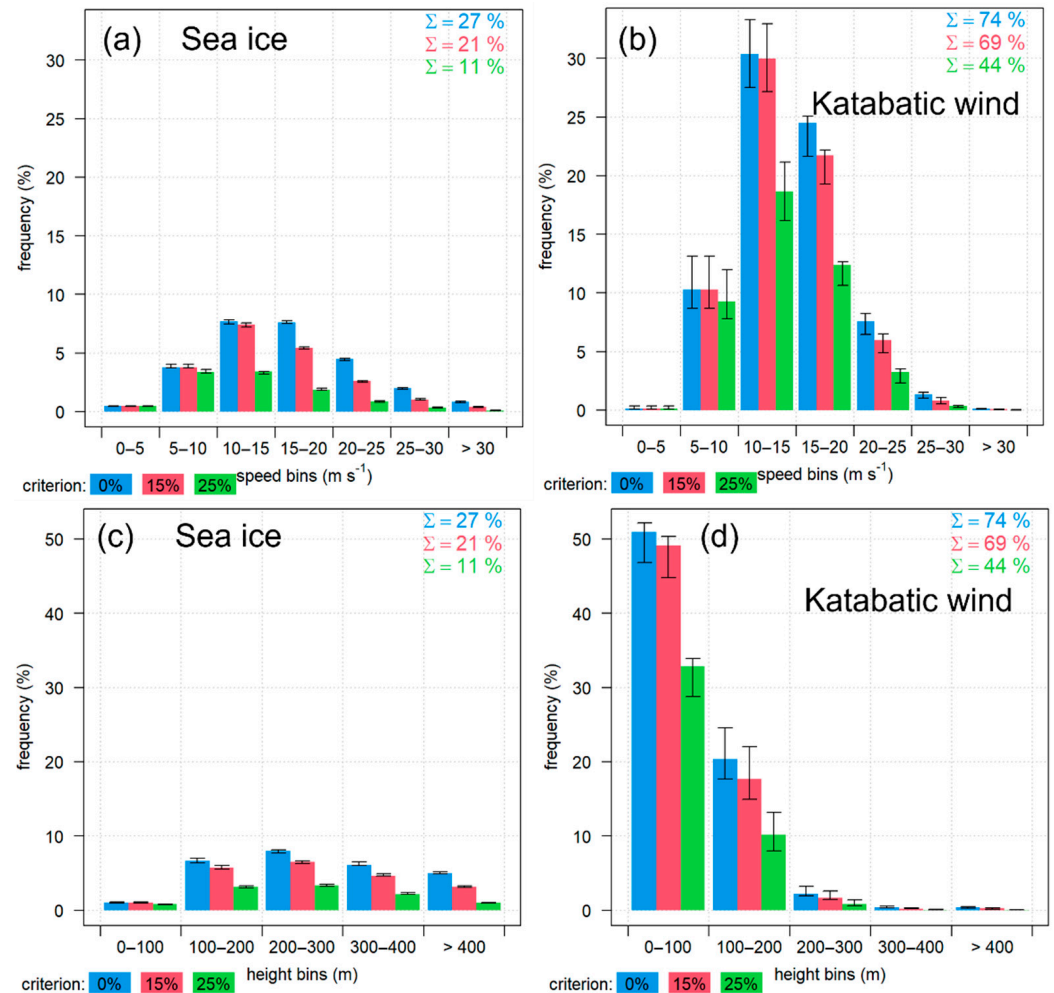 (a) Sea ice
Σ = 27 %
Σ = 21 %
Σ = 11 %
frequency (%)
30
25
20
15
10
5
0
0–5 5–10 10–15 15–20 20–25 25–30 > 30
speed bins (m s⁻¹)
criterion: 0% 15% 25%
(b)
Σ = 74 %
Σ = 69 %
Σ = 44 %
Katabatic wind
frequency (%)
30
25
20
15
10
5
0
0–5 5–10 10–15 15–20 20–25 25–30 > 30
speed bins (m s⁻¹)
criterion: 0% 15% 25%
(c) Sea ice
Σ = 27 %
Σ = 21 %
Σ = 11 %
frequency (%)
50
40
30
20
10
0
0–100 100–200 200–300 300–400 > 400
height bins (m)
criterion: 0% 15% 25%
(d)
Σ = 74 %
Σ = 69 %
Σ = 44 %
Katabatic wind
frequency (%)
50
40
30
20
10
0
0–100 100–200 200–300 300–400 > 400
height bins (m)
criterion: 0% 15% 25%